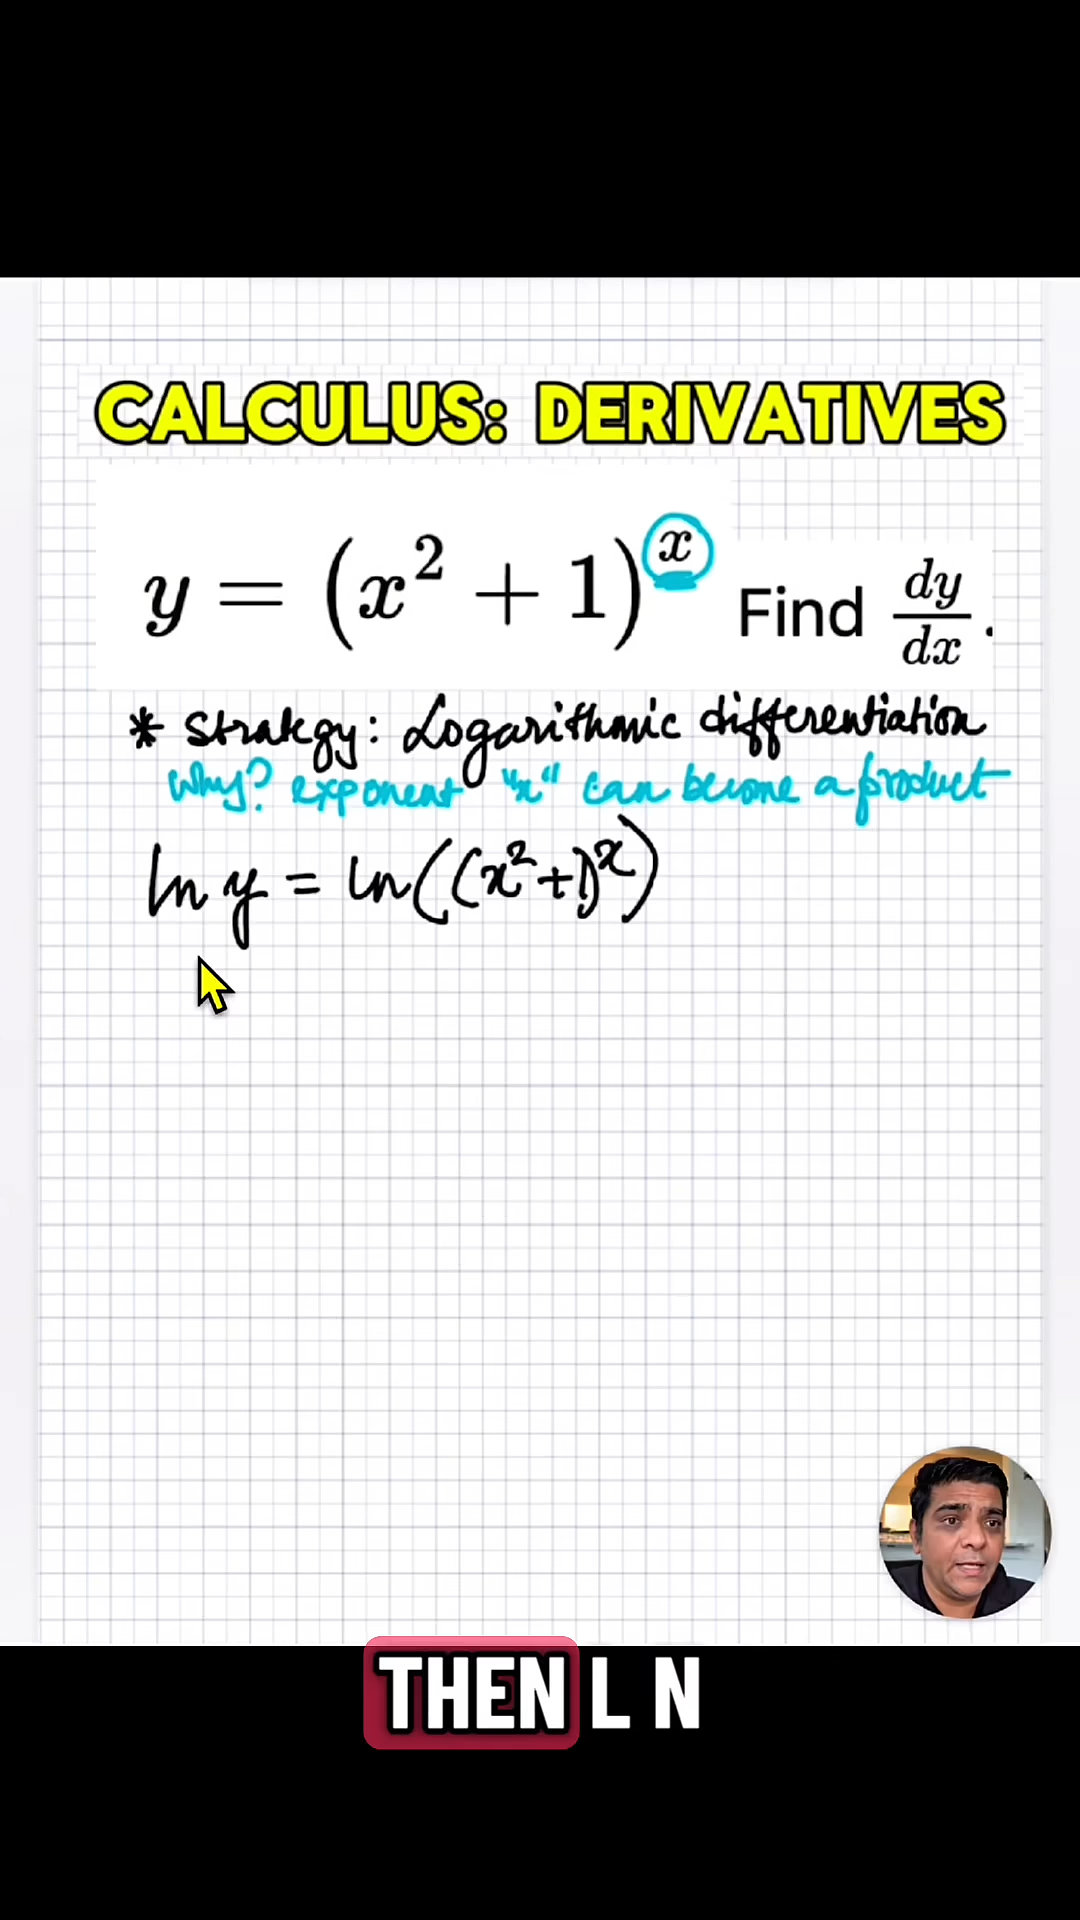 CALCULUS: DERIVATIVES
y = (x² + 1)ˣ Find dy/dx.
* Strategy: Logarithmic differentiation
Why? exponent "x" can become a product
ln y = ln((x²+1)ˣ)
THEN L N